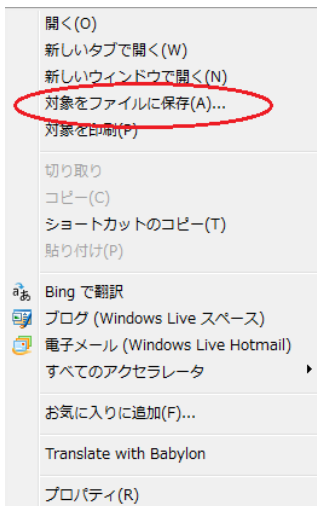 開く(O)
新しいタブで開く(W)
新しいウィンドウで開く(N)
対象をファイルに保存(A)...
対象を印刷(P)
切り取り
コピー(C)
ショートカットのコピー(T)
貼り付け(P)
Bing で翻訳
ブログ (Windows Live スペース)
電子メール (Windows Live Hotmail)
すべてのアクセラレータ
お気に入りに追加(F)...
Translate with Babylon
プロパティ(R)